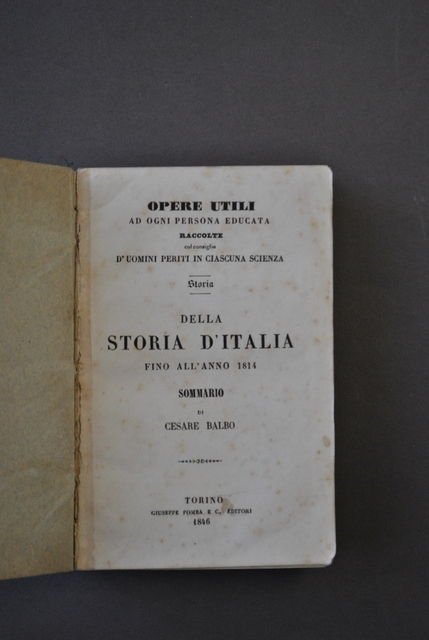 OPERE UTILI
AD OGNI PERSONA EDUCATA
RACCOLTE
col consiglio
D'UOMINI PERITI IN CIASCUNA SCIENZA
Storia
DELLA
STORIA D'ITALIA
FINO ALL'ANNO 1814
SOMMARIO
DI
CESARE BALBO
TORINO
GIUSEPPE POMBA E C., EDITORI
1846